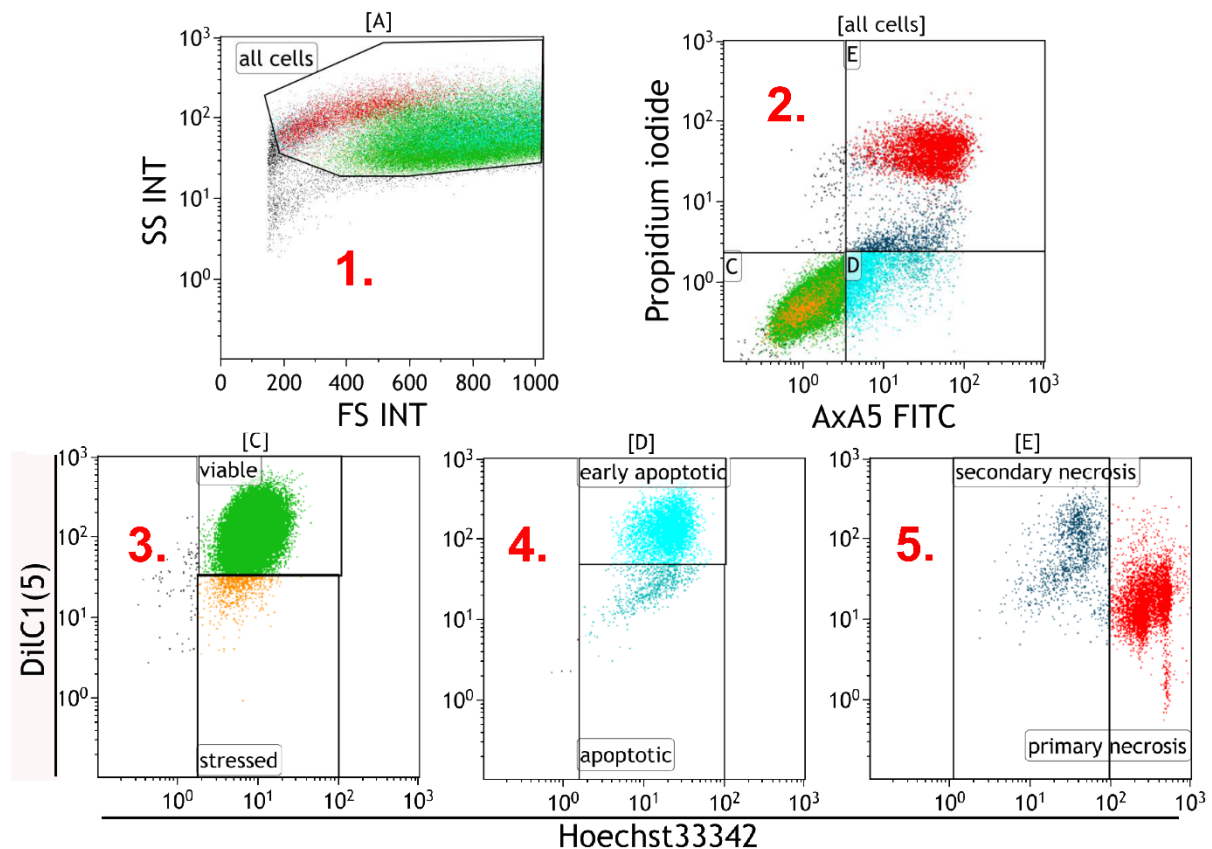 [A]
all cells
SS INT
10³
10²
10¹
10⁰
1.
0 200 400 600 800 1000
FS INT
[all cells]
E
2.
Propidium iodide
10³
10²
10¹
10⁰
C
D
10⁰ 10¹ 10² 10³
AxA5 FITC
DilC1(5)
[C]
viable
10³
10²
10¹
10⁰
3.
stressed
10⁰ 10¹ 10² 10³
[D]
early apoptotic
10³
10²
10¹
10⁰
4.
apoptotic
10⁰ 10¹ 10² 10³
[E]
secondary necrosis
10³
10²
10¹
10⁰
5.
primary necrosis
10⁰ 10¹ 10² 10³
Hoechst33342